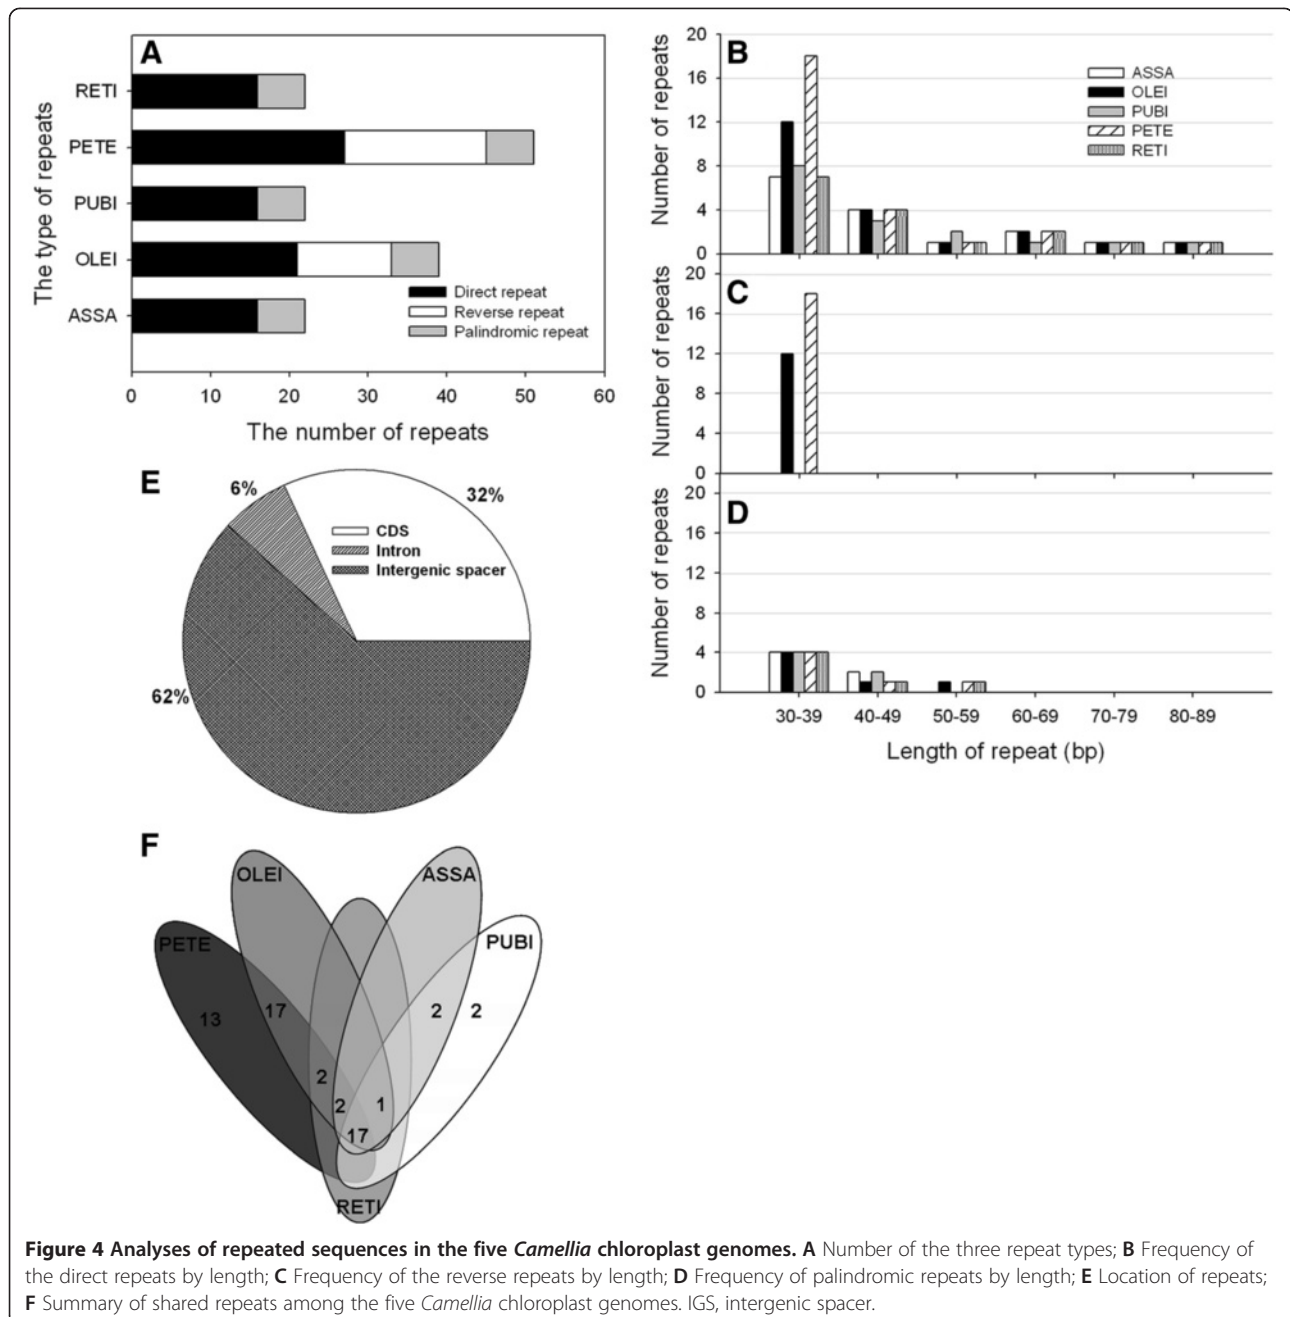 A
RETI
PETE
PUBI
OLEI
ASSA
The type of repeats
Direct repeat
Reverse repeat
Palindromic repeat
0 10 20 30 40 50 60
The number of repeats
B
20
16
12
8
4
0
Number of repeats
ASSA
OLEI
PUBI
PETE
RETI
C
20
16
12
8
4
0
Number of repeats
D
20
16
12
8
4
0
Number of repeats
30-39 40-49 50-59 60-69 70-79 80-89
Length of repeat (bp)
E
6%
32%
CDS
Intron
Intergenic spacer
62%
F
OLEI
ASSA
PETE
PUBI
13
17
2
2
2
2
1
17
RETI
Figure 4 Analyses of repeated sequences in the five Camellia chloroplast genomes. A Number of the three repeat types; B Frequency of
the direct repeats by length; C Frequency of the reverse repeats by length; D Frequency of palindromic repeats by length; E Location of repeats;
F Summary of shared repeats among the five Camellia chloroplast genomes. IGS, intergenic spacer.